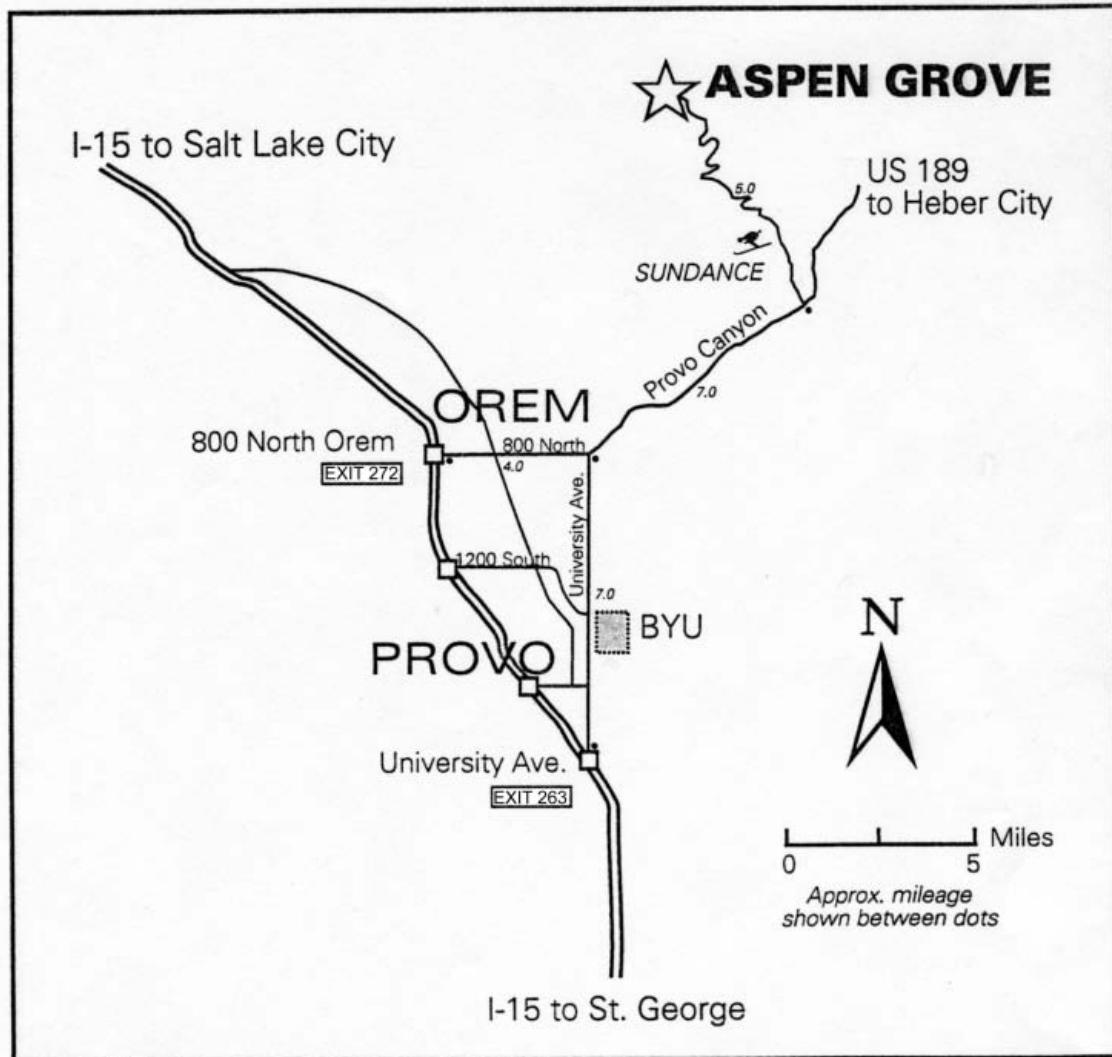 ASPEN GROVE
I-15 to Salt Lake City
US 189
to Heber City
5.0
SUNDANCE
Provo Canyon
7.0
OREM
800 North Orem
800 North
EXIT 272
4.0
University Ave.
1200 South
7.0
BYU
N
PROVO
University Ave.
EXIT 263
Miles
0 5
Approx. mileage
shown between dots
I-15 to St. George